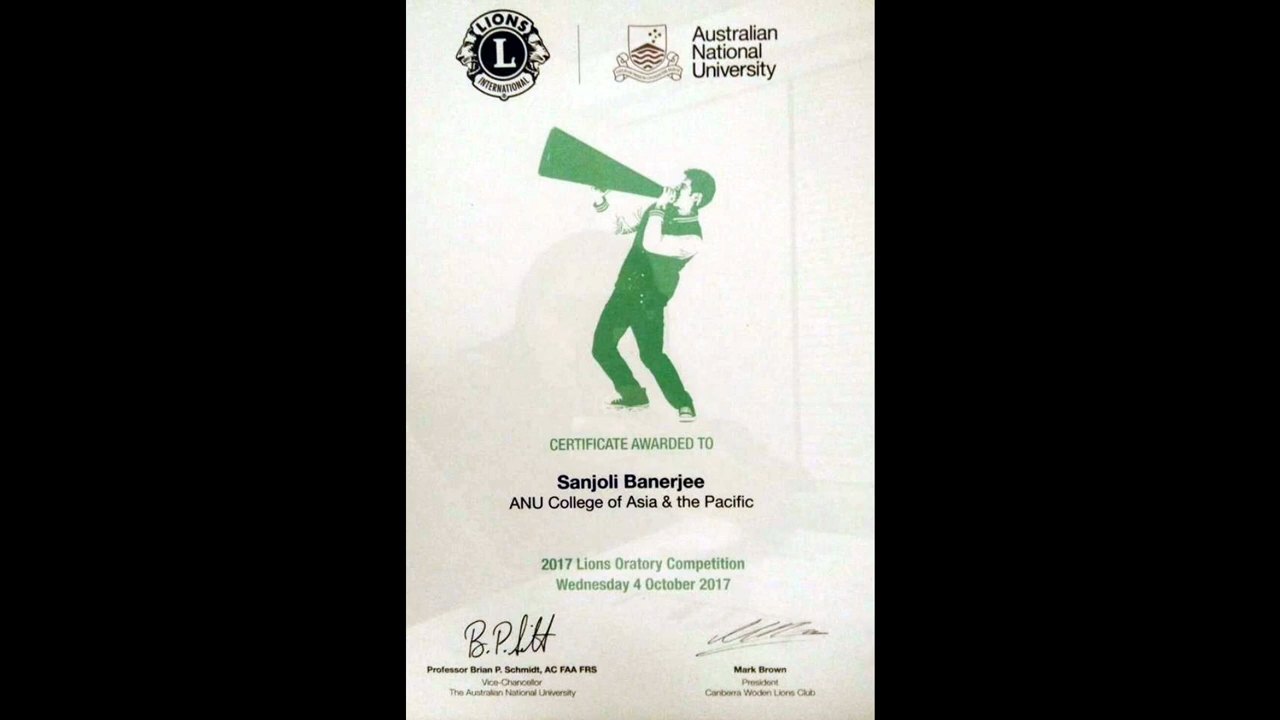 LIONS
L
INTERNATIONAL
Australian
National
University
CERTIFICATE AWARDED TO
Sanjoli Banerjee
ANU College of Asia & the Pacific
2017 Lions Oratory Competition
Wednesday 4 October 2017
Professor Brian P. Schmidt, AC FAA FRS
Vice-Chancellor
The Australian National University
Mark Brown
President
Canberra Woden Lions Club